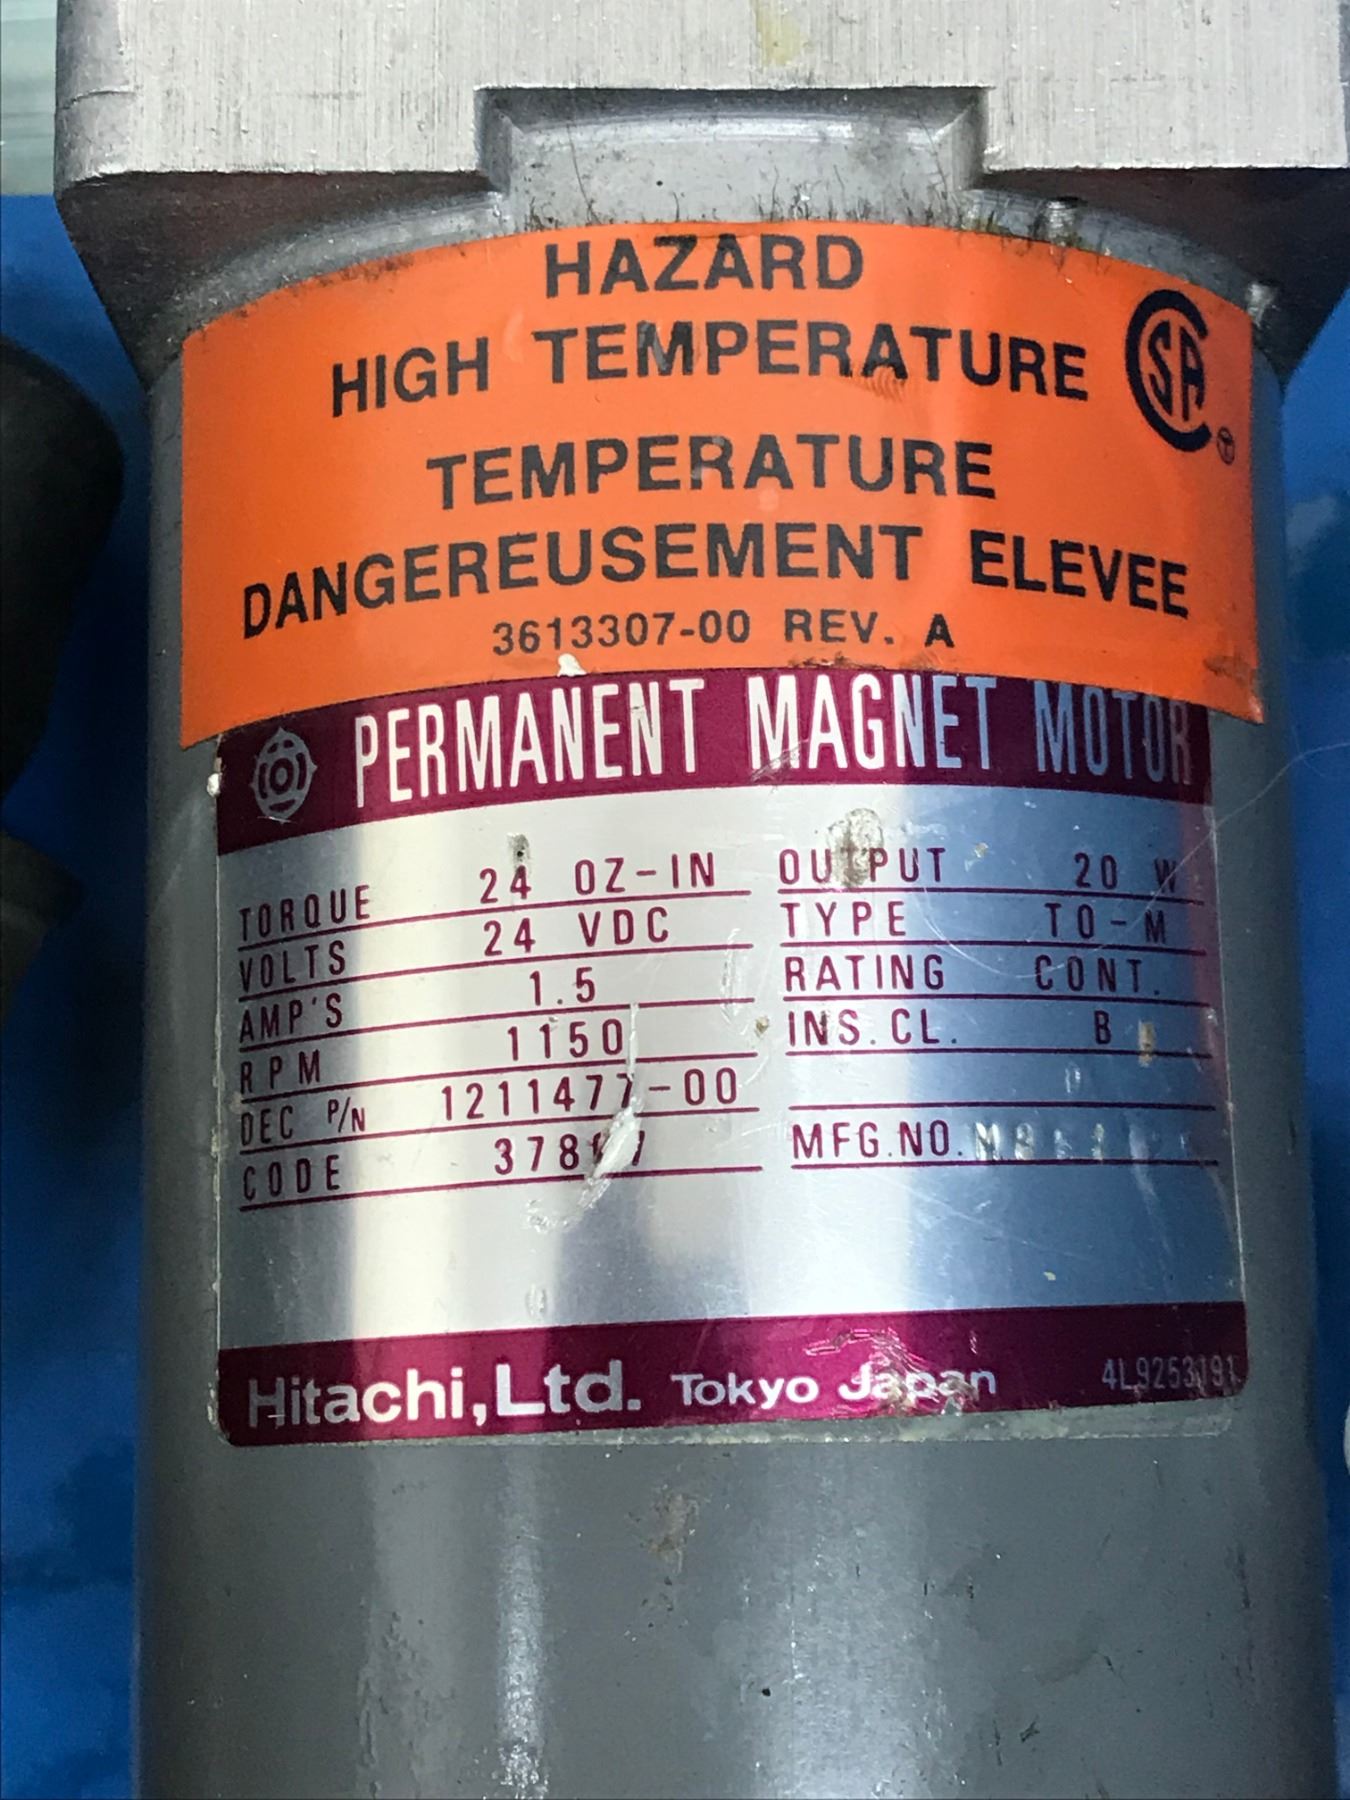 HAZARD
HIGH TEMPERATURE
CSA
TEMPERATURE
DANGEREUSEMENT ELEVEE
3613307-00 REV. A
PERMANENT MAGNET MOTOR
TORQUE 24 OZ-IN
VOLTS 24 VDC
AMP'S 1.5
RPM 1150
DEC P/N 1211477-00
CODE
OUTPUT 20 W
TYPE TO-M
RATING CONT.
INS.CL. B
MFG.NO.
Hitachi,Ltd. Tokyo Japan 4L9253191